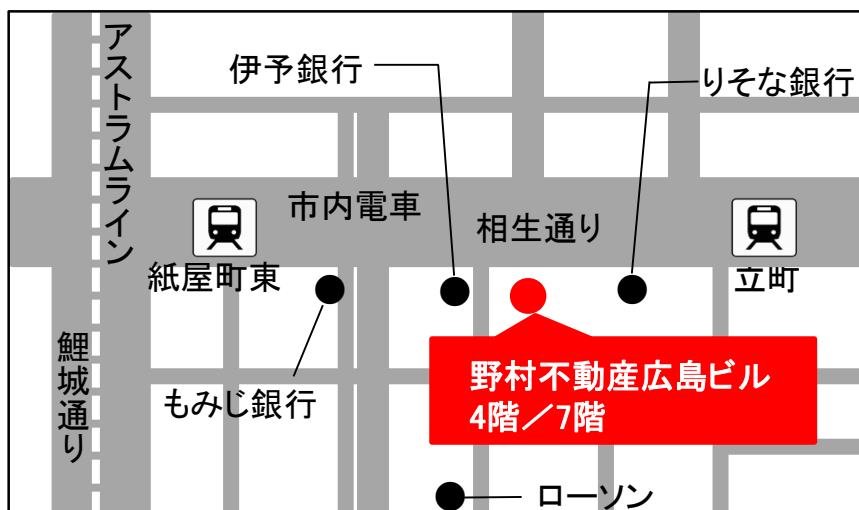 アストラムライン
伊予銀行
りそな銀行
市内電車
相生通り
紙屋町東
立町
鯉城通り
もみじ銀行
野村不動産広島ビル
4階／7階
ローソン